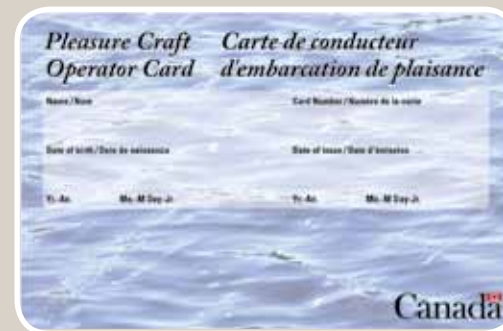 Pleasure Craft Carte de conducteur
Operator Card d'embarcation de plaisance
Name / Nom Card Number / Numéro de la carte
Date of birth / Date de naissance Date of issue / Date d'émission
Yr.-An. Mo.-M Day-Jr. Yr.-An. Mo.-M Day-Jr.
Canada